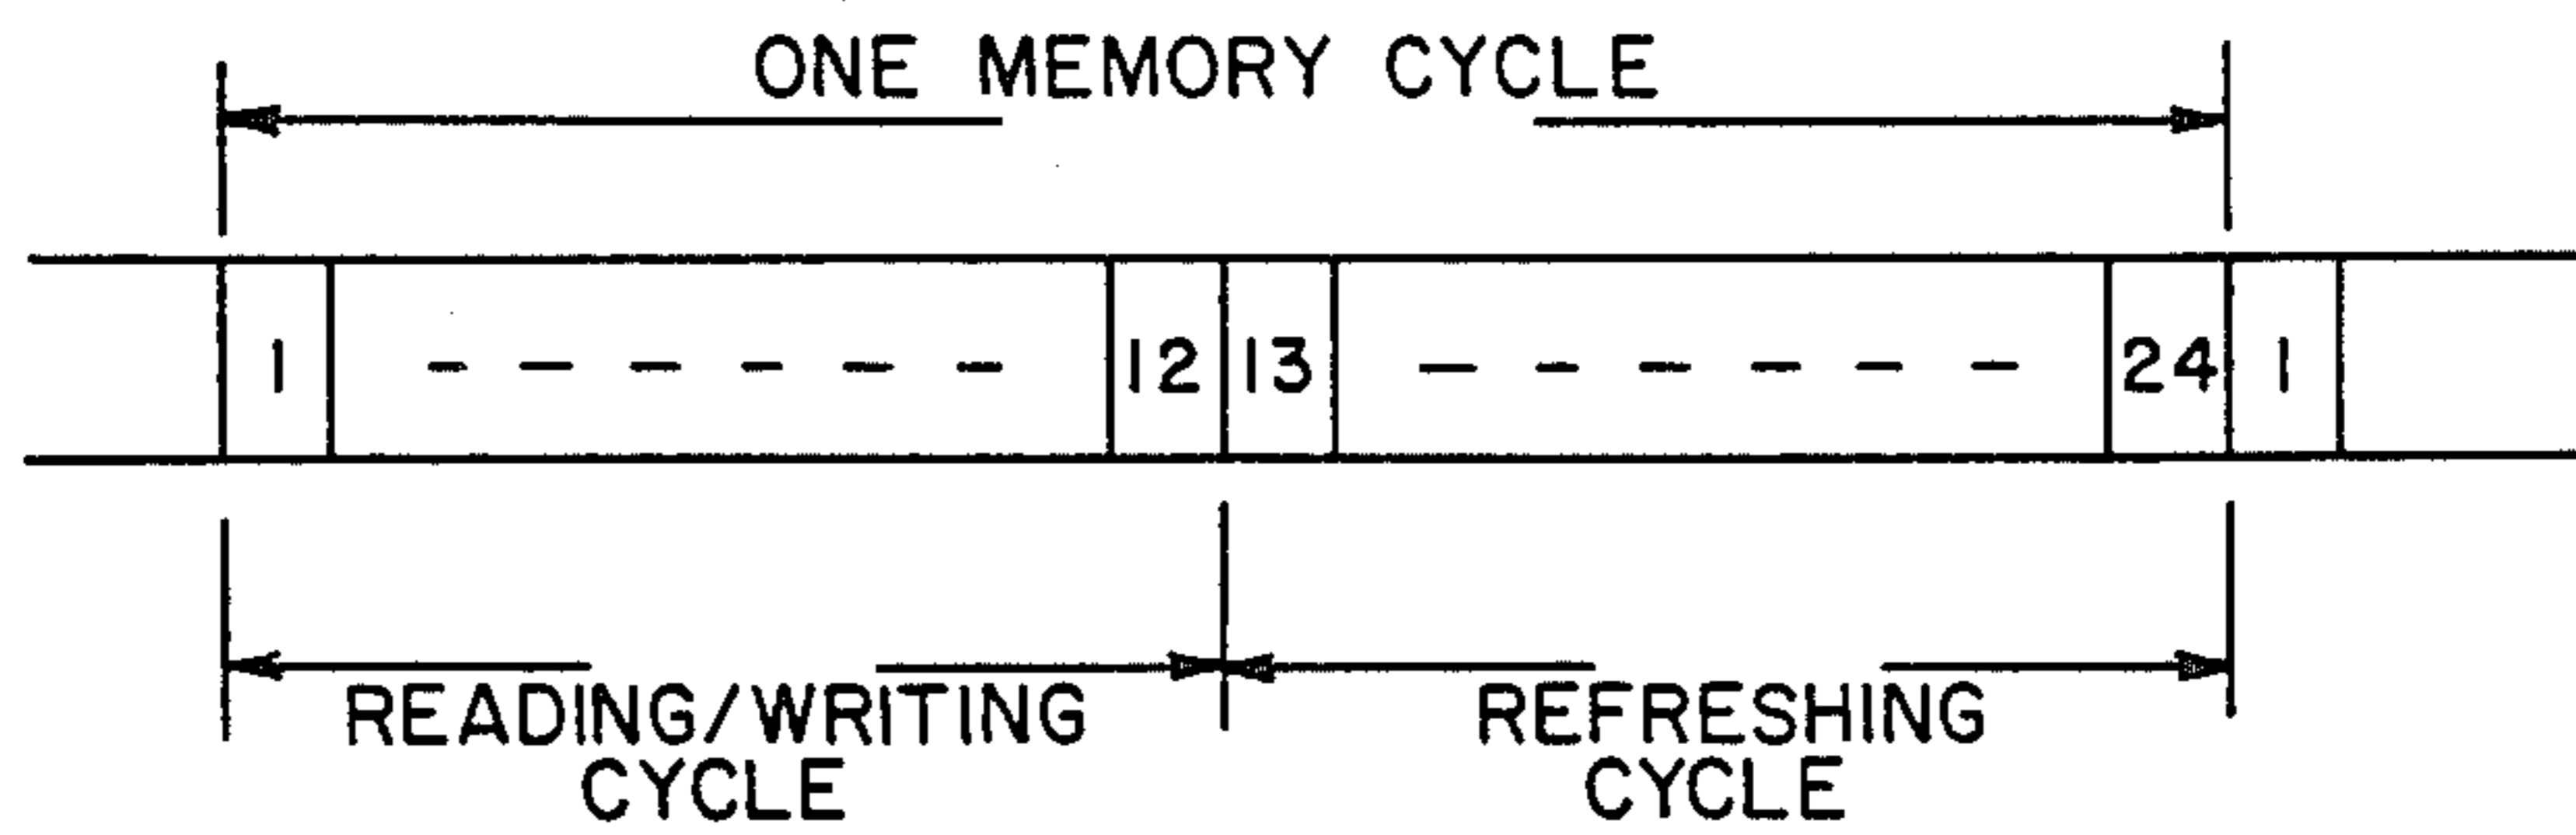 ONE MEMORY CYCLE
1 ------ 12 13 ------ 24 1
READING/WRITING CYCLE
REFRESHING CYCLE